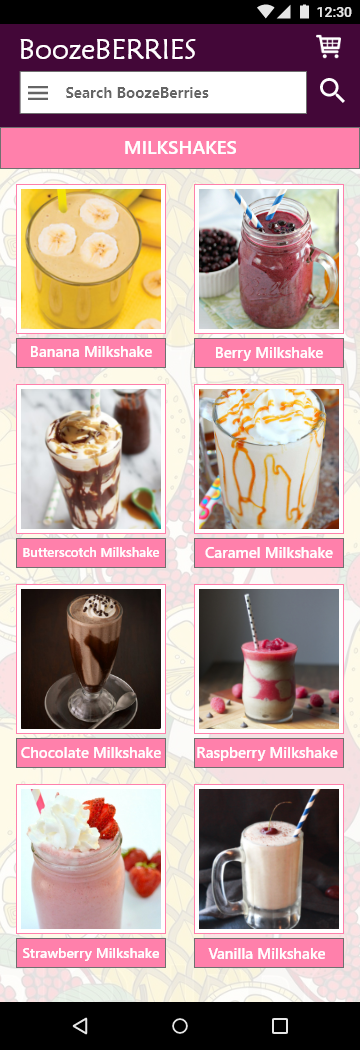 12:30
BoozeBERRIES
Search BoozeBerries
MILKSHAKES
Banana Milkshake
Berry Milkshake
Butterscotch Milkshake
Caramel Milkshake
Chocolate Milkshake
Raspberry Milkshake
Strawberry Milkshake
Vanilla Milkshake